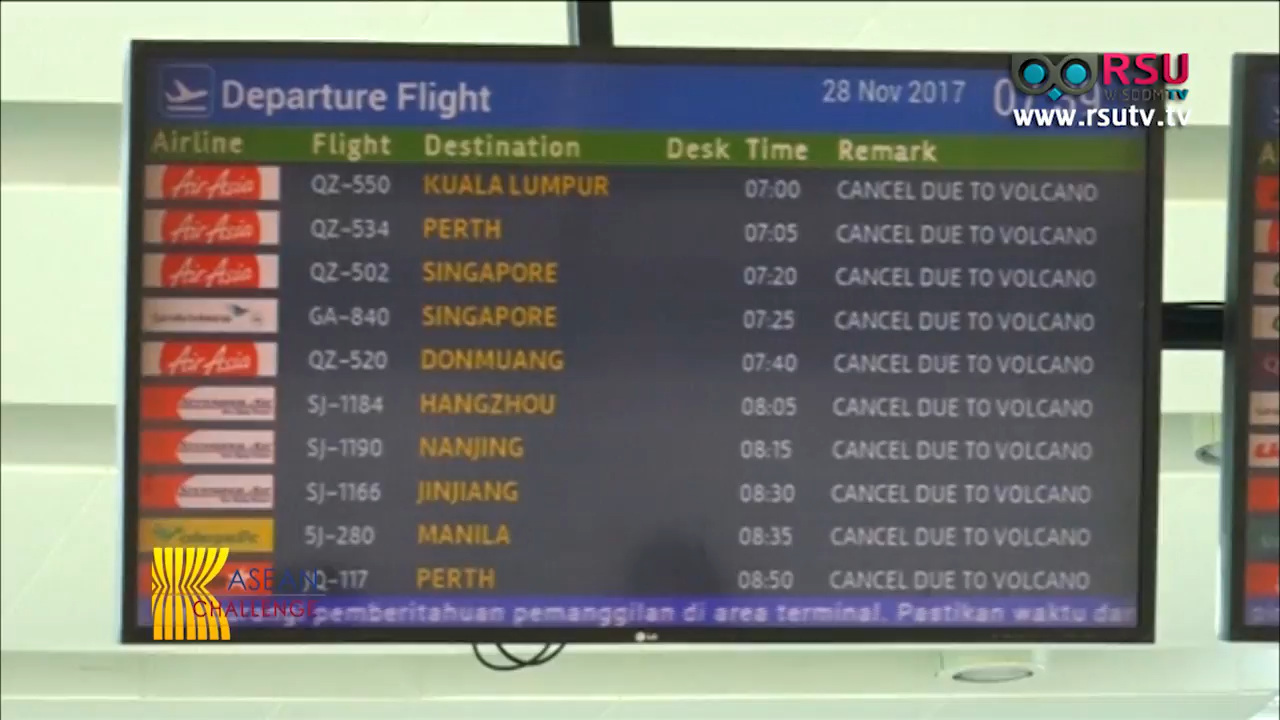 RSU
WISDOM TV
www.rsutv.tv
Departure Flight 28 Nov 2017
Airline Flight Destination Desk Time Remark
AirAsia QZ-550 KUALA LUMPUR 07:00 CANCEL DUE TO VOLCANO
AirAsia QZ-534 PERTH 07:05 CANCEL DUE TO VOLCANO
AirAsia QZ-502 SINGAPORE 07:20 CANCEL DUE TO VOLCANO
GA-840 SINGAPORE 07:25 CANCEL DUE TO VOLCANO
AirAsia QZ-520 DONMUANG 07:40 CANCEL DUE TO VOLCANO
SJ-1184 HANGZHOU 08:05 CANCEL DUE TO VOLCANO
SJ-1190 NANJING 08:15 CANCEL DUE TO VOLCANO
SJ-1166 JINJIANG 08:30 CANCEL DUE TO VOLCANO
5J-280 MANILA 08:35 CANCEL DUE TO VOLCANO
Q-117 PERTH 08:50 CANCEL DUE TO VOLCANO
pemberitahuan pemanggilan di area terminal. Pastikan waktu dan
LG
ASEAN
CHALLENGE